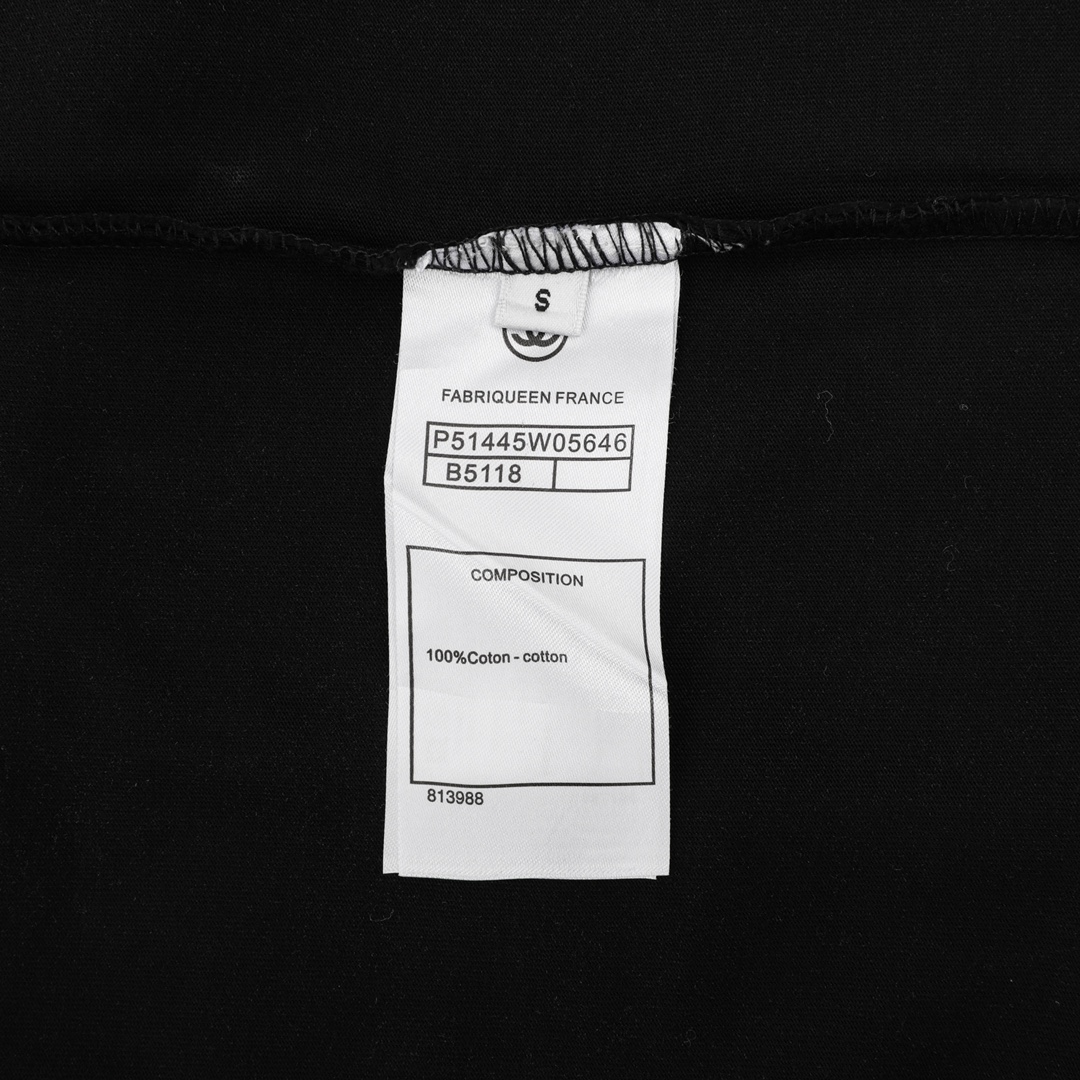 S
FABRIQUEEN FRANCE
P51445W05646
B5118
COMPOSITION
100%Coton - cotton
813988